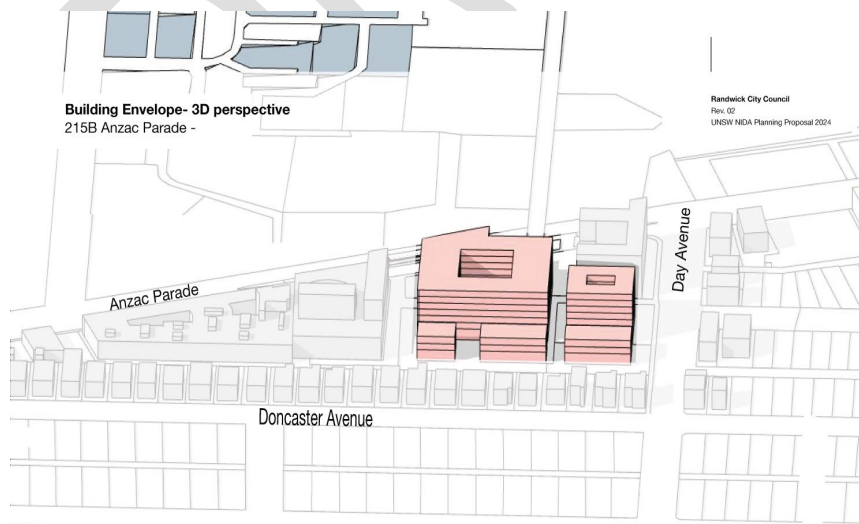 Building Envelope- 3D perspective
215B Anzac Parade -
Randwick City Council
Rev. 02
UNSW NIDA Planning Proposal 2024
Day Avenue
Anzac Parade
Doncaster Avenue